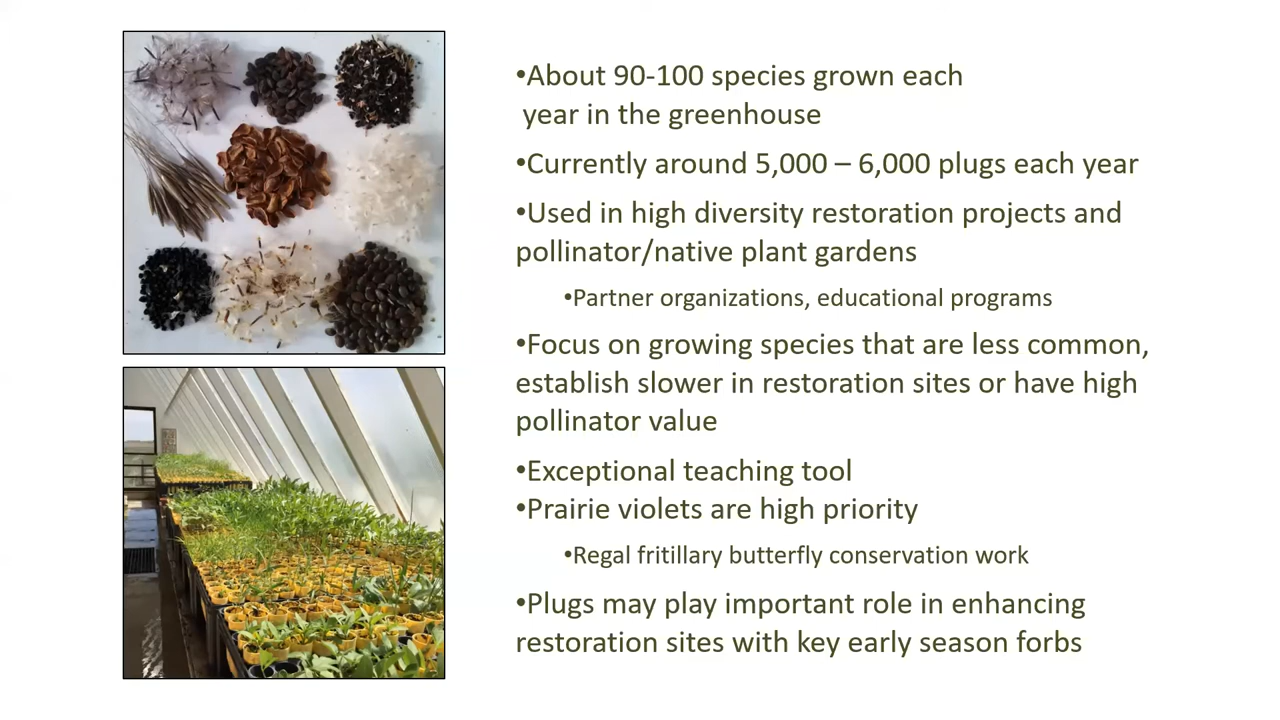 •About 90-100 species grown each
year in the greenhouse
•Currently around 5,000 – 6,000 plugs each year
•Used in high diversity restoration projects and
pollinator/native plant gardens
•Partner organizations, educational programs
•Focus on growing species that are less common,
establish slower in restoration sites or have high
pollinator value
•Exceptional teaching tool
•Prairie violets are high priority
•Regal fritillary butterfly conservation work
•Plugs may play important role in enhancing
restoration sites with key early season forbs